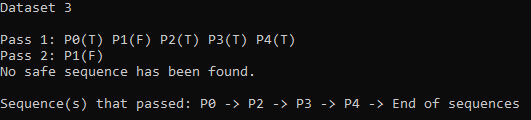 Dataset 3
Pass 1: P0(T) P1(F) P2(T) P3(T) P4(T)
Pass 2: P1(F)
No safe sequence has been found.
Sequence(s) that passed: P0 -> P2 -> P3 -> P4 -> End of sequences